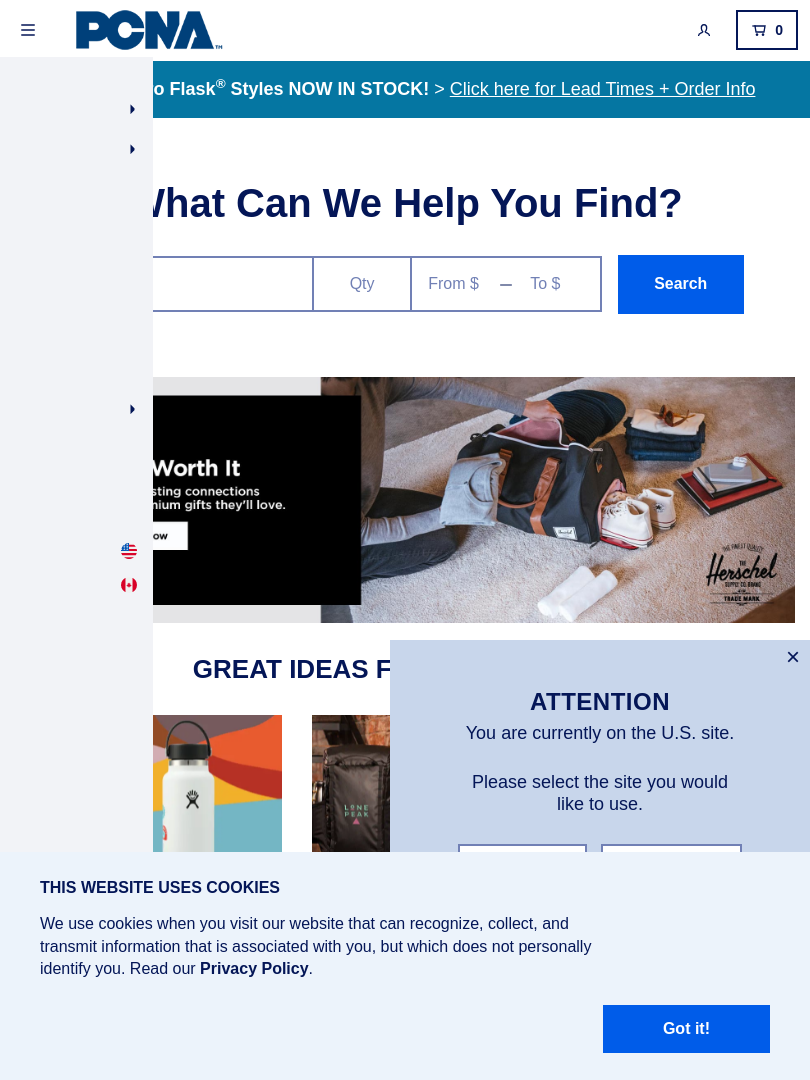 PCNA™
0
o Flask® Styles NOW IN STOCK! > Click here for Lead Times + Order Info
What Can We Help You Find?
Qty
From $
To $
Search
Worth It
sting connections
nium gifts they'll love.
ow
THE FINEST QUALITY
THE
Herschel
SUPPLY CO. BRAND
TRADE MARK
GREAT IDEAS F
ATTENTION
You are currently on the U.S. site.
Please select the site you would
like to use.
LONE
PEAK
THIS WEBSITE USES COOKIES
We use cookies when you visit our website that can recognize, collect, and
transmit information that is associated with you, but which does not personally
identify you. Read our Privacy Policy.
Got it!